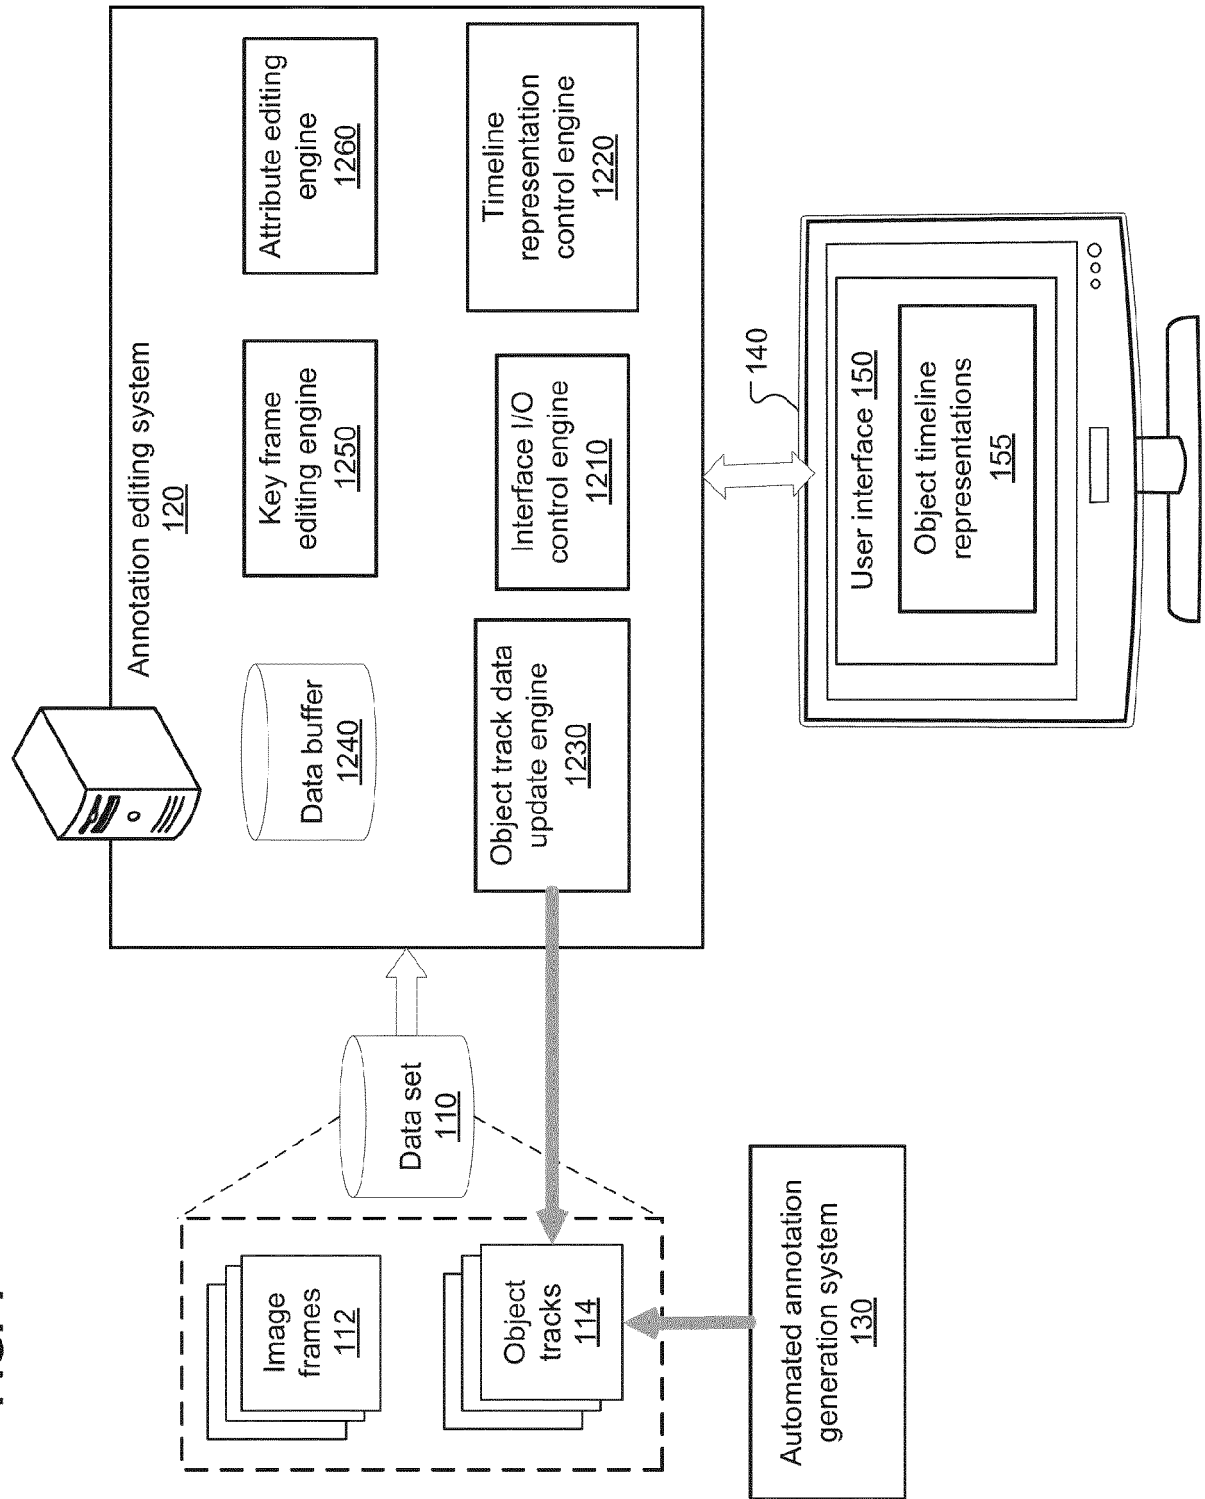 Annotation editing system
120
Data buffer
1240
Key frame
editing engine
1250
Attribute editing
engine
1260
Object track data
update engine
1230
Interface I/O
control engine
1210
Timeline
representation
control engine
1220
Image
frames
112
Object
tracks
114
Data set
110
Automated annotation
generation system
130
140
User interface 150
Object timeline
representations
155